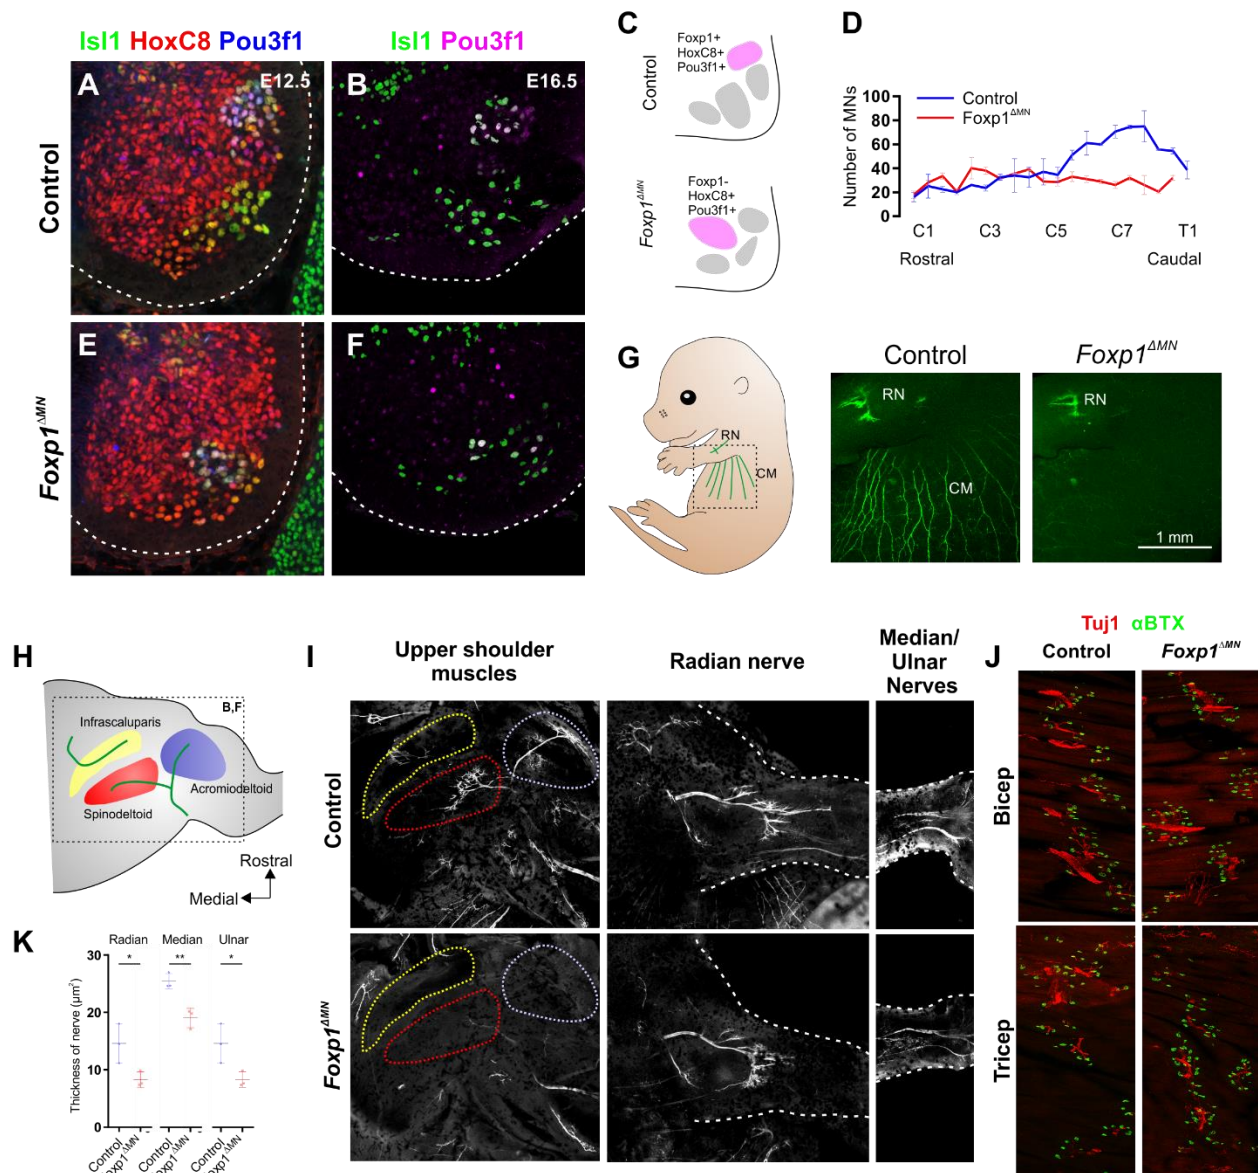 Isl1 HoxC8 Pou3f1
Isl1 Pou3f1
A
E12.5
B
E16.5
Control
E
F
Foxp1ΔMN
C
Foxp1+
HoxC8+
Pou3f1+
Control
Foxp1-
HoxC8+
Pou3f1+
Foxp1ΔMN
D
Control
Foxp1ΔMN
Number of MNs
100
80
60
40
20
0
C1
C3
C5
C7
T1
Rostral
Caudal
G
RN
CM
Control
Foxp1ΔMN
RN
CM
RN
1 mm
H
B,F
Infrascaluparis
Acromiodeltoid
Spinodeltoid
Rostral
Medial
I
Upper shoulder
muscles
Radian nerve
Median/
Ulnar
Nerves
Control
Foxp1ΔMN
J
Tuj1 αBTX
Control
Foxp1ΔMN
Bicep
Tricep
K
Radian
Median
Ulnar
*
**
*
Thickness of nerve (μm²)
30
20
10
0
Control
Foxp1ΔMN
Control
Foxp1ΔMN
Control
Foxp1ΔMN